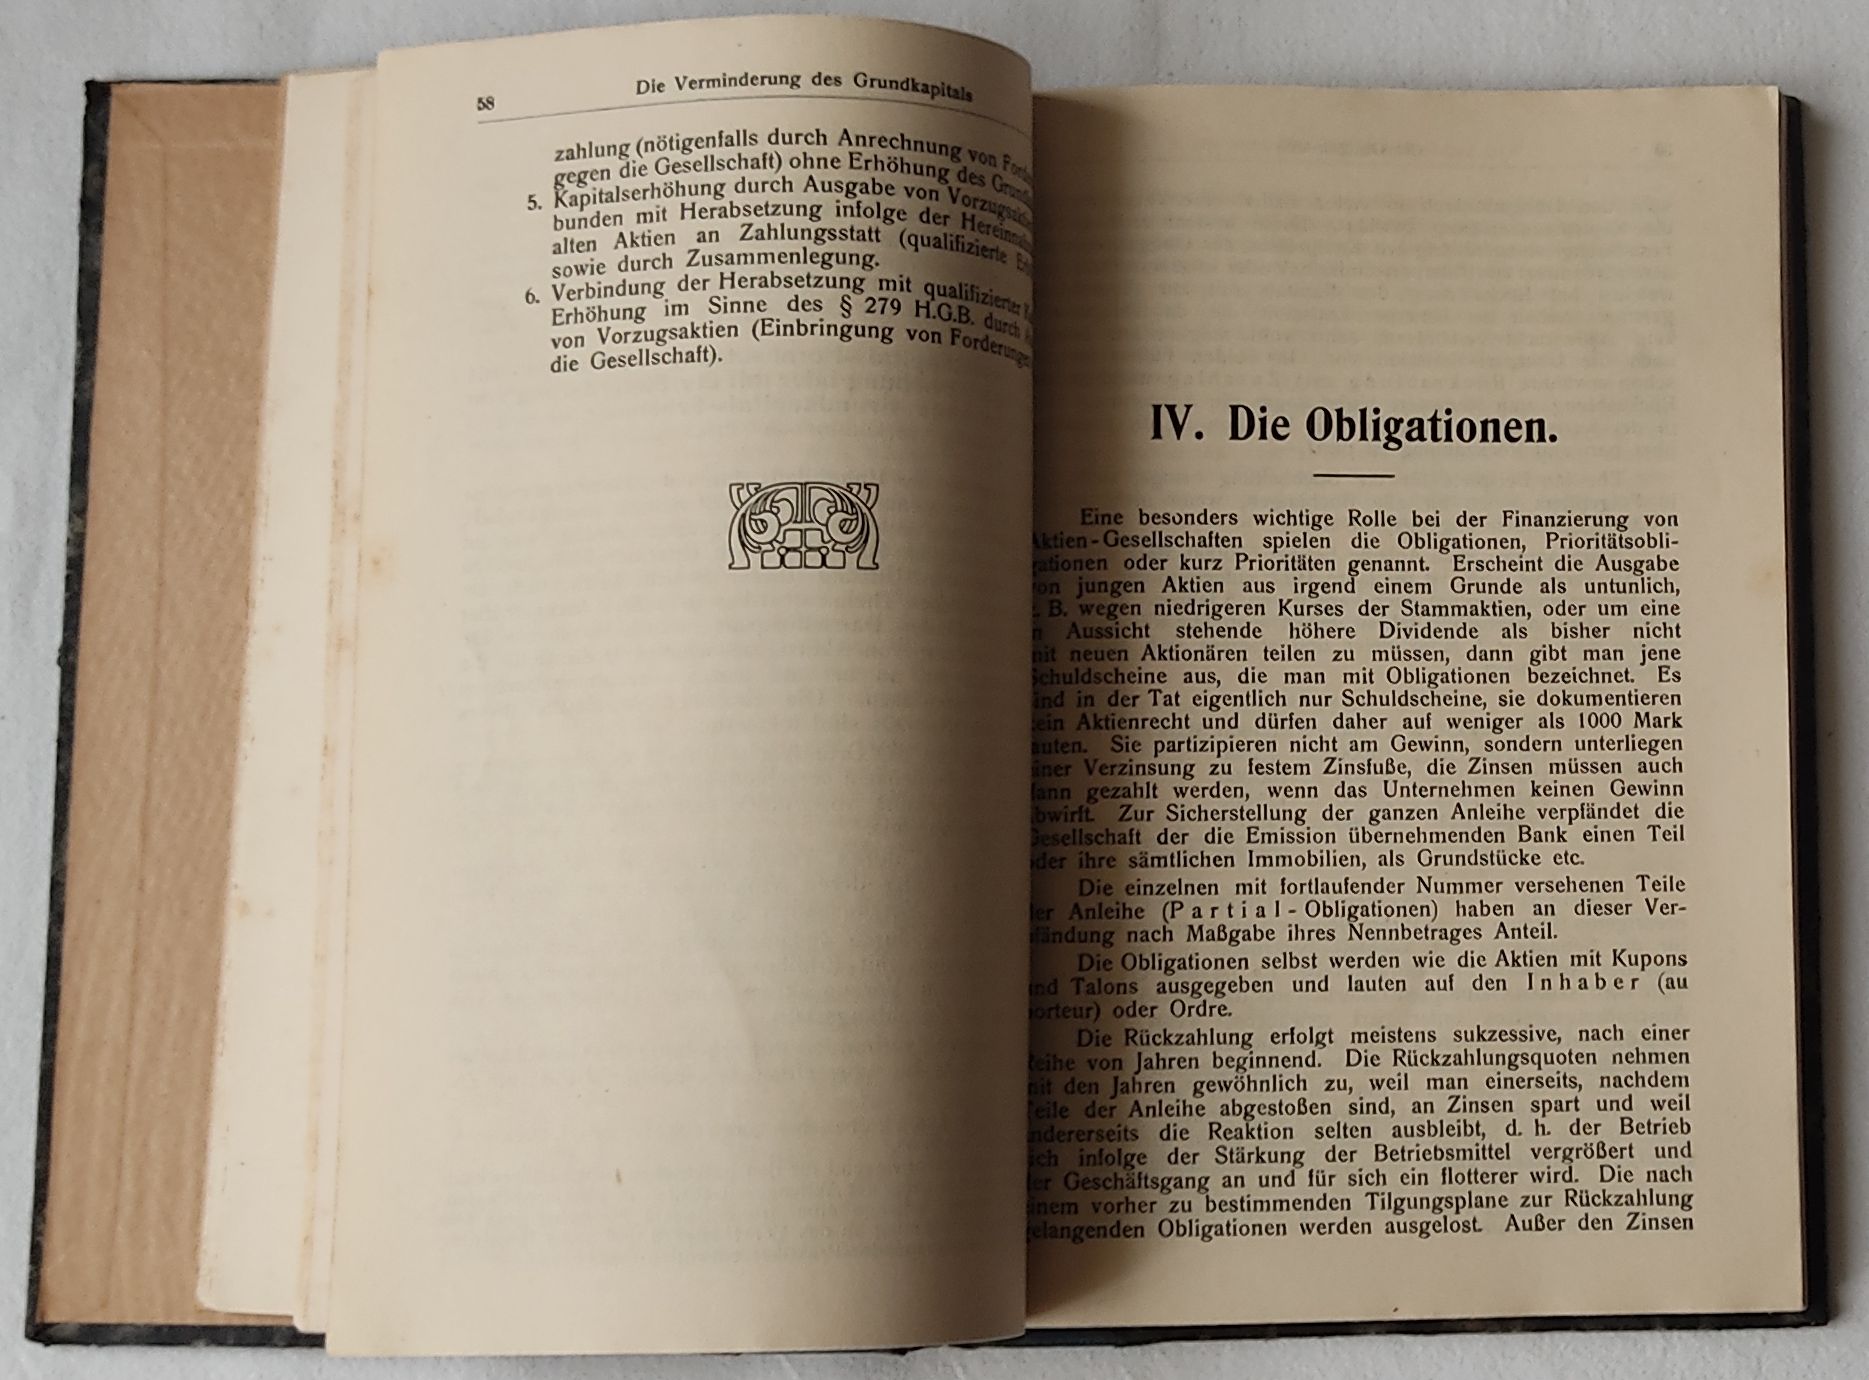 58
Die Verminderung des Grundkapitals
zahlung (nötigenfalls durch Anrechnung von
gegen die Gesellschaft) ohne Erhöhung des
5. Kapitalserhöhung durch Ausgabe von
bunden mit Herabsetzung infolge der
alten Aktien an Zahlungsstatt (qualifizierte
sowie durch Zusammenlegung.
6. Verbindung der Herabsetzung mit qualifizierter
Erhöhung im Sinne des § 279 H.G.B. durch
von Vorzugsaktien (Einbringung von
die Gesellschaft).
IV. Die Obligationen.
Eine besonders wichtige Rolle bei der Finanzierung von
Aktien-Gesellschaften spielen die Obligationen, Prioritätsobli-
gationen oder kurz Prioritäten genannt. Erscheint die Ausgabe
von jungen Aktien aus irgend einem Grunde als untunlich,
B. wegen niedrigeren Kurses der Stammaktien, oder um eine
Aussicht stehende höhere Dividende als bisher nicht
mit neuen Aktionären teilen zu müssen, dann gibt man jene
Schuldscheine aus, die man mit Obligationen bezeichnet. Es
sind in der Tat eigentlich nur Schuldscheine, sie dokumentieren
kein Aktienrecht und dürfen daher auf weniger als 1000 Mark
lauten. Sie partizipieren nicht am Gewinn, sondern unterliegen
einer Verzinsung zu festem Zinsfuße, die Zinsen müssen auch
dann gezahlt werden, wenn das Unternehmen keinen Gewinn
abwirft. Zur Sicherstellung der ganzen Anleihe verpfändet die
Gesellschaft der die Emission übernehmenden Bank einen Teil
oder ihre sämtlichen Immobilien, als Grundstücke etc.
Die einzelnen mit fortlaufender Nummer versehenen Teile
der Anleihe (Partial-Obligationen) haben an dieser Ver-
pfändung nach Maßgabe ihres Nennbetrages Anteil.
Die Obligationen selbst werden wie die Aktien mit Kupons
und Talons ausgegeben und lauten auf den Inhaber (au
porteur) oder Ordre.
Die Rückzahlung erfolgt meistens sukzessive, nach einer
Reihe von Jahren beginnend. Die Rückzahlungsquoten nehmen
mit den Jahren gewöhnlich zu, weil man einerseits, nachdem
Teile der Anleihe abgestoßen sind, an Zinsen spart und weil
andererseits die Reaktion selten ausbleibt, d. h. der Betrieb
sich infolge der Stärkung der Betriebsmittel vergrößert und
der Geschäftsgang an und für sich ein flotterer wird. Die nach
einem vorher zu bestimmenden Tilgungsplane zur Rückzahlung
gelangenden Obligationen werden ausgelost. Außer den Zinsen